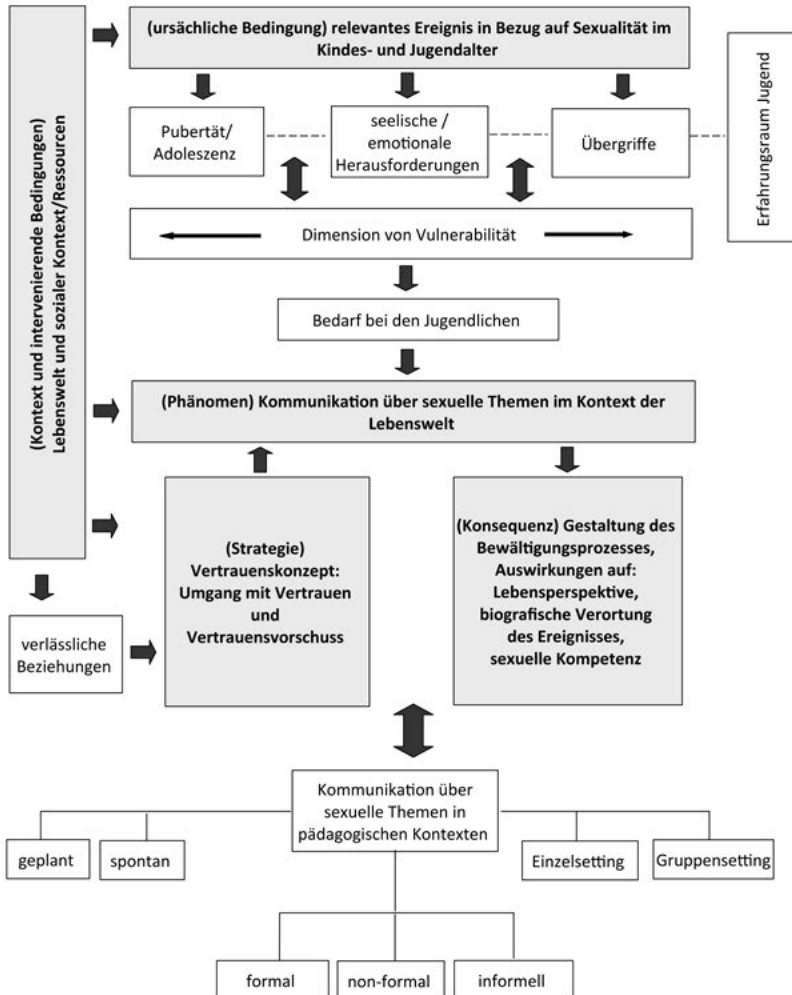 (ursächliche Bedingung) relevantes Ereignis in Bezug auf Sexualität im
Kindes- und Jugendalter
(Kontext und intervenierende Bedingungen)
Lebenswelt und sozialer Kontext/Ressourcen
Erfahrungsraum Jugend
Pubertät/
Adoleszenz
seelische /
emotionale
Herausforderungen
Übergriffe
Dimension von Vulnerabilität
Bedarf bei den Jugendlichen
(Phänomen) Kommunikation über sexuelle Themen im Kontext der
Lebenswelt
(Strategie)
Vertrauenskonzept:
Umgang mit Vertrauen
und
Vertrauensvorschuss
(Konsequenz) Gestaltung des
Bewältigungsprozesses,
Auswirkungen auf:
Lebensperspektive,
biografische Verortung
des Ereignisses,
sexuelle Kompetenz
verlässliche
Beziehungen
Kommunikation über
sexuelle Themen in
pädagogischen Kontexten
geplant
spontan
Einzelsetting
Gruppensetting
formal
non-formal
informell